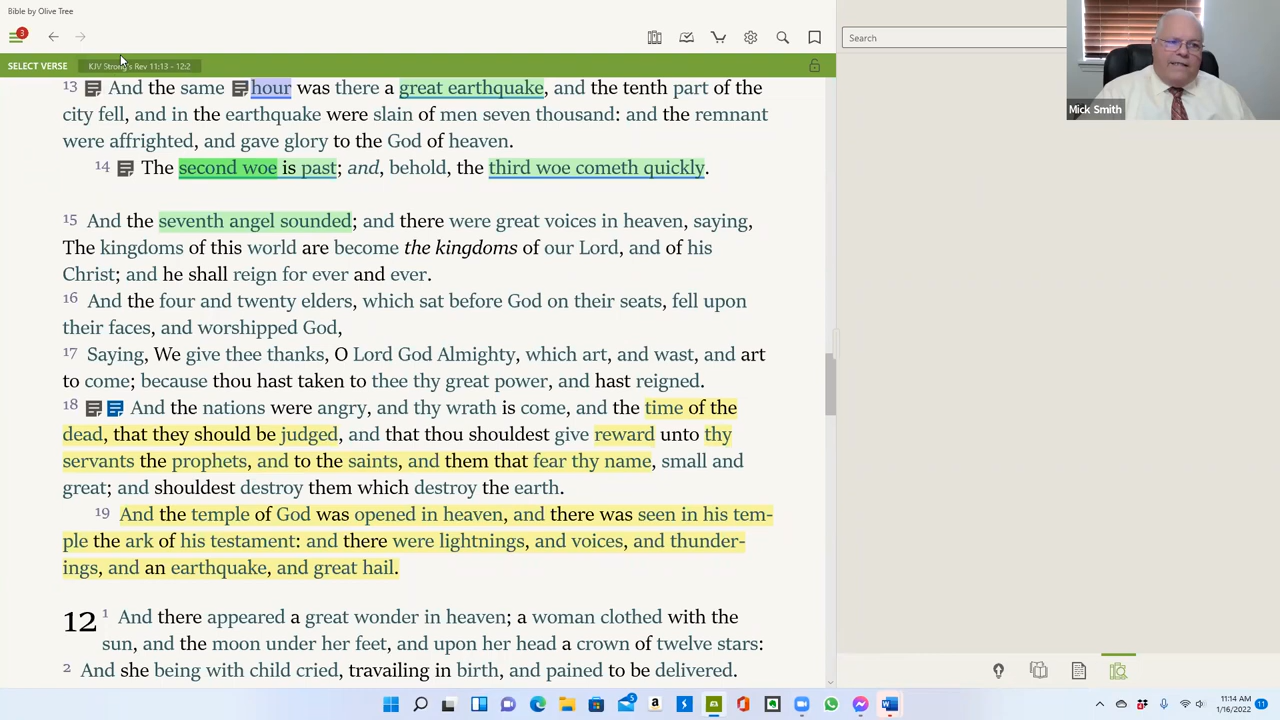 Bible by Olive Tree
3
SELECT VERSE
KJV Strong's Rev 11:13 - 12:2
Search
Mick Smith
13 And the same hour was there a great earthquake, and the tenth part of the
city fell, and in the earthquake were slain of men seven thousand: and the remnant
were affrighted, and gave glory to the God of heaven.
14 The second woe is past; and, behold, the third woe cometh quickly.
15 And the seventh angel sounded; and there were great voices in heaven, saying,
The kingdoms of this world are become the kingdoms of our Lord, and of his
Christ; and he shall reign for ever and ever.
16 And the four and twenty elders, which sat before God on their seats, fell upon
their faces, and worshipped God,
17 Saying, We give thee thanks, O Lord God Almighty, which art, and wast, and art
to come; because thou hast taken to thee thy great power, and hast reigned.
18 And the nations were angry, and thy wrath is come, and the time of the
dead, that they should be judged, and that thou shouldest give reward unto thy
servants the prophets, and to the saints, and them that fear thy name, small and
great; and shouldest destroy them which destroy the earth.
19 And the temple of God was opened in heaven, and there was seen in his tem-
ple the ark of his testament: and there were lightnings, and voices, and thunder-
ings, and an earthquake, and great hail.
12 1 And there appeared a great wonder in heaven; a woman clothed with the
sun, and the moon under her feet, and upon her head a crown of twelve stars:
2 And she being with child cried, travailing in birth, and pained to be delivered.
11:14 AM
1/16/2022